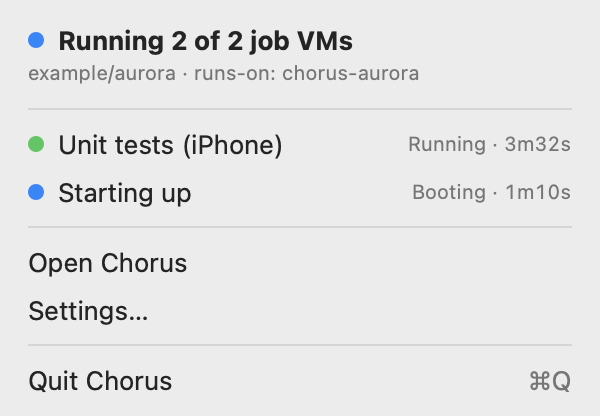 Running 2 of 2 job VMs
example/aurora · runs-on: chorus-aurora
Unit tests (iPhone) Running · 3m32s
Starting up Booting · 1m10s
Open Chorus
Settings...
Quit Chorus ⌘Q